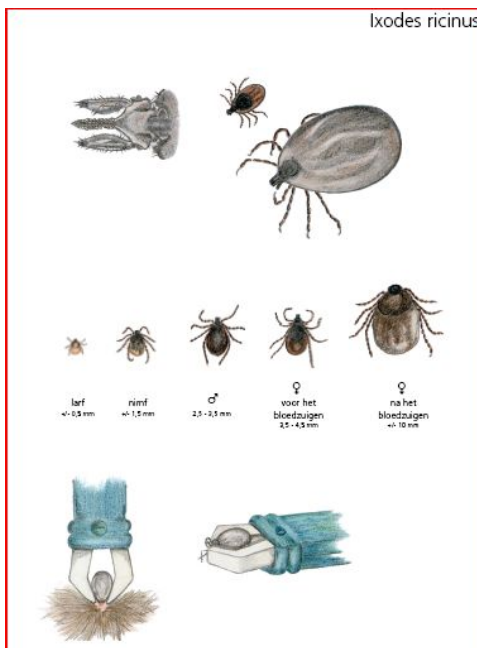 Ixodes ricinus
larf
+/- 0,5 mm
nimf
+/- 1,5 mm
♂
2,5 - 3,5 mm
♀
voor het
bloedzuigen
3,5 - 4,5 mm
♀
na het
bloedzuigen
+/- 10 mm